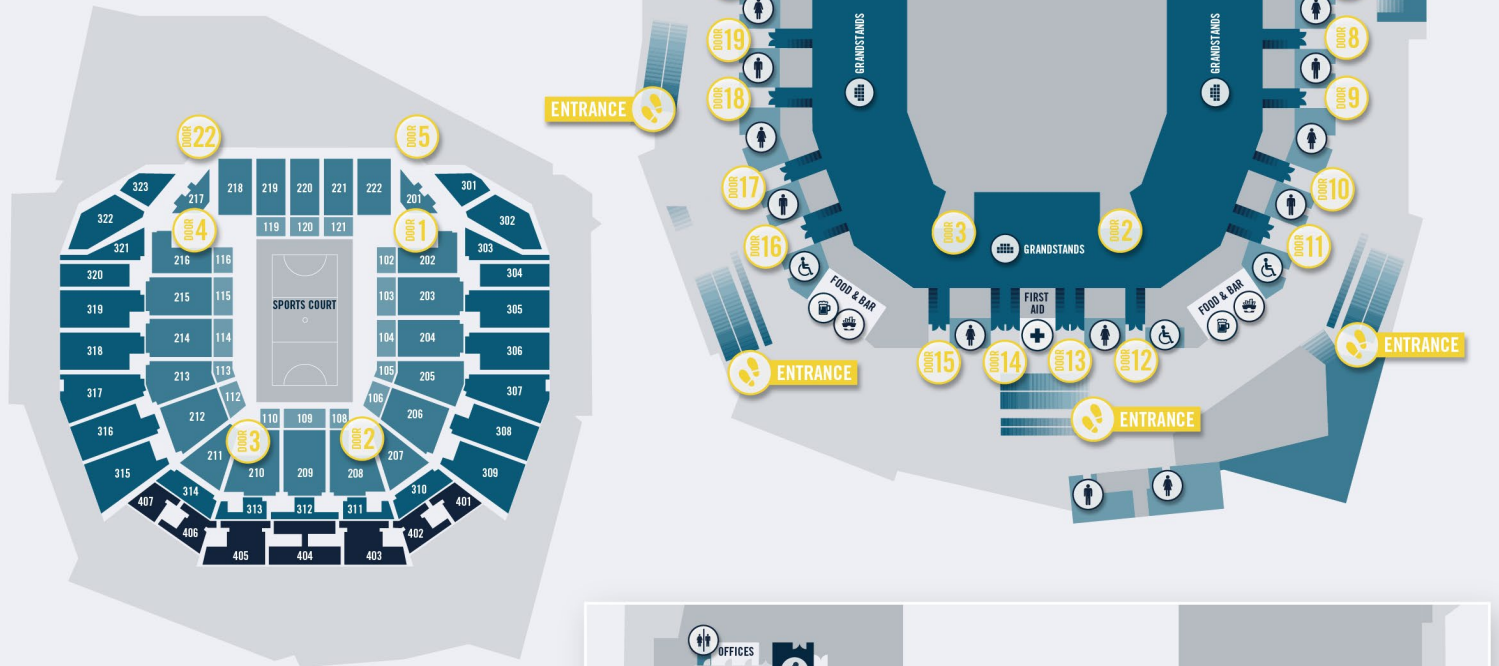 DOOR 22
DOOR 5
323
217
218
219
220
221
222
201
301
322
302
DOOR 4
119
120
121
DOOR 1
321
303
216
116
102
202
320
304
215
115
103
203
319
SPORTS COURT
305
214
114
104
204
318
306
213
113
105
205
317
307
112
106
212
206
316
110
109
108
308
DOOR 3
DOOR 2
211
207
315
210
209
208
309
314
310
407
313
312
311
401
406
402
405
404
403
DOOR 19
GRANDSTANDS
GRANDSTANDS
DOOR 8
DOOR 18
DOOR 9
ENTRANCE
DOOR 17
DOOR 10
DOOR 3
DOOR 2
DOOR 16
GRANDSTANDS
DOOR 11
FOOD & BAR
FIRST
AID
FOOD & BAR
DOOR 15
DOOR 14
DOOR 13
DOOR 12
ENTRANCE
ENTRANCE
ENTRANCE
OFFICES